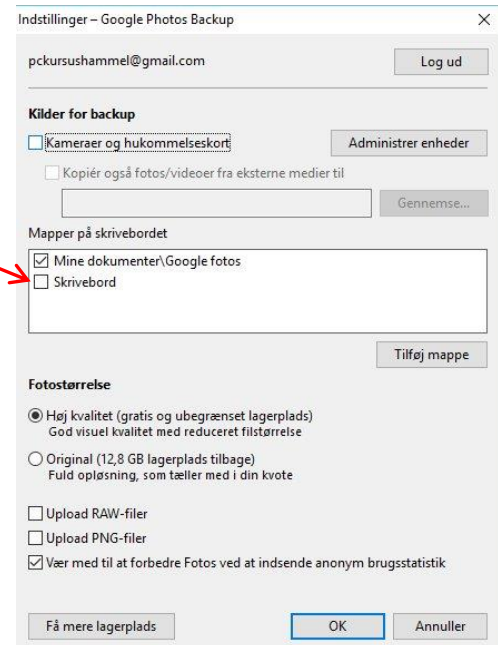 Indstillinger – Google Photos Backup
pckursushammel@gmail.com
Log ud
Kilder for backup
Kameraer og hukommelseskort
Administrer enheder
Kopiér også fotos/videoer fra eksterne medier til
Gennemse...
Mapper på skrivebordet
Mine dokumenter\Google fotos
Skrivebord
Tilføj mappe
Fotostørrelse
Høj kvalitet (gratis og ubegrænset lagerplads)
God visuel kvalitet med reduceret filstørrelse
Original (12,8 GB lagerplads tilbage)
Fuld opløsning, som tæller med i din kvote
Upload RAW-filer
Upload PNG-filer
Vær med til at forbedre Fotos ved at indsende anonym brugsstatistik
Få mere lagerplads
OK
Annuller